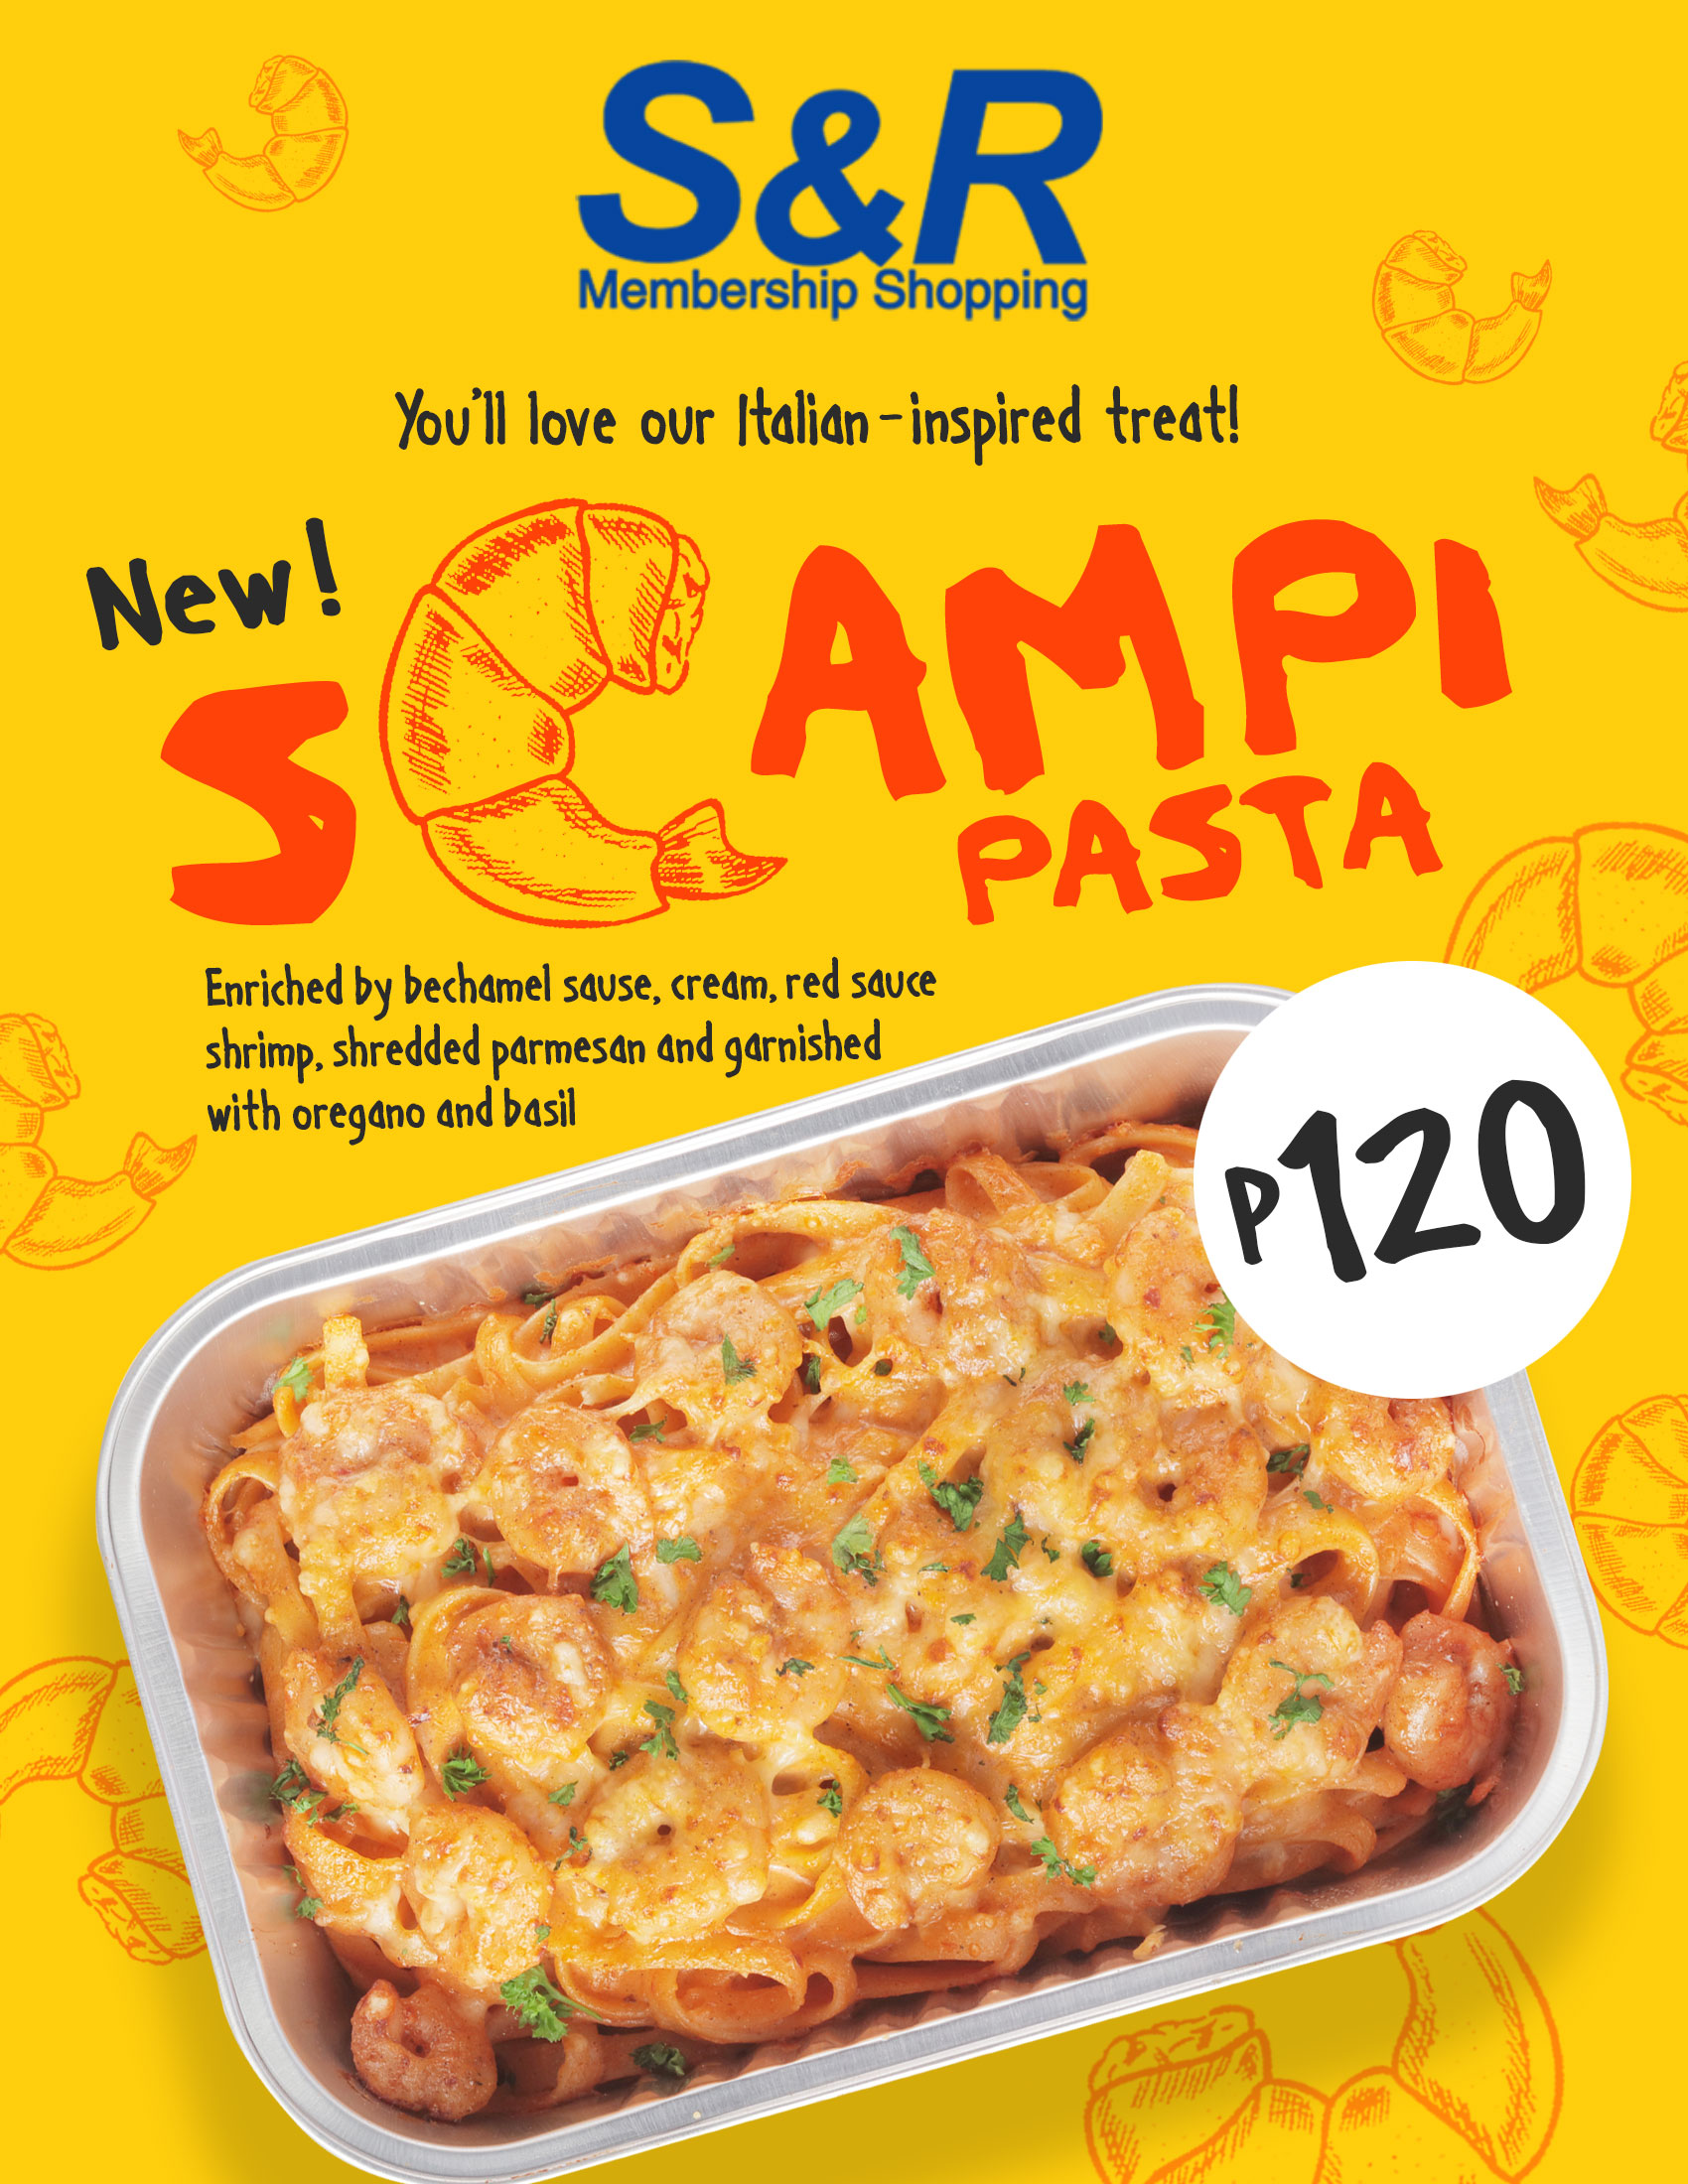 S&R
Membership Shopping
You'll love our Italian-inspired treat!
New!
SCAMPI
PASTA
Enriched by bechamel sause, cream, red sauce
shrimp, shredded parmesan and garnished
with oregano and basil
P120